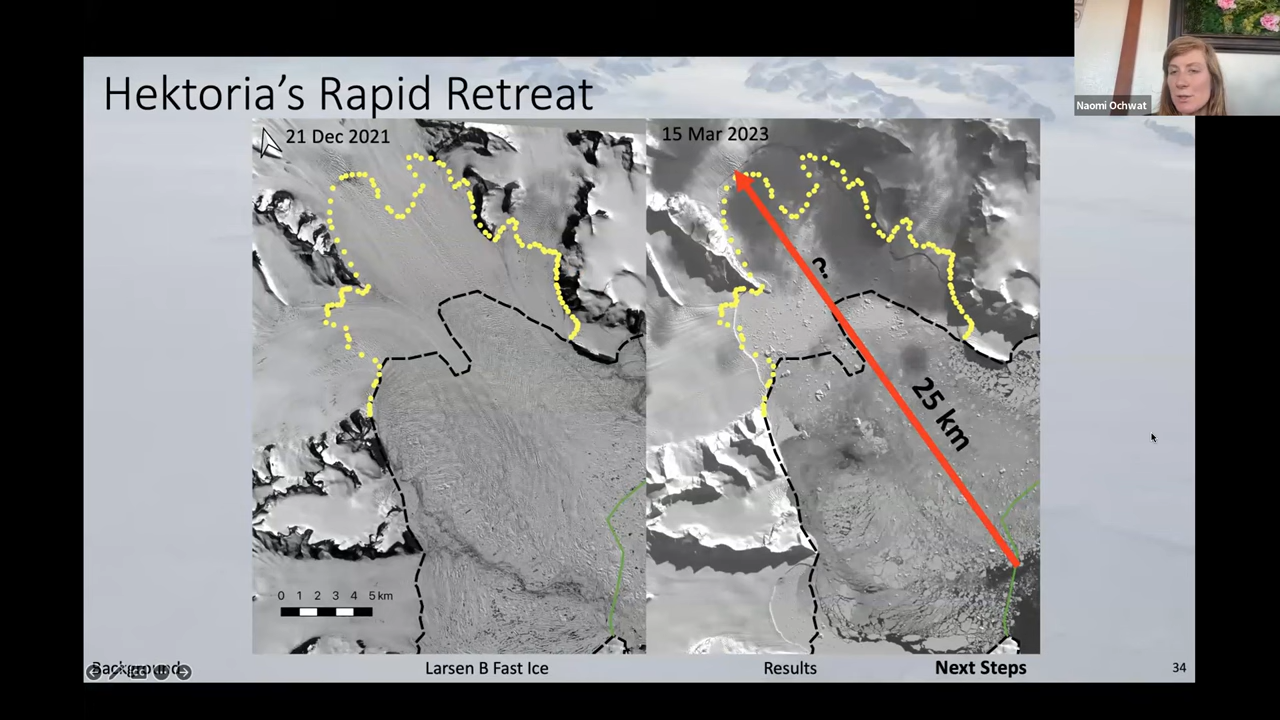 Hektoria's Rapid Retreat
21 Dec 2021
15 Mar 2023
Naomi Ochwat
?
25 km
0 1 2 3 4 5 km
Background
Larsen B Fast Ice
Results
Next Steps
34